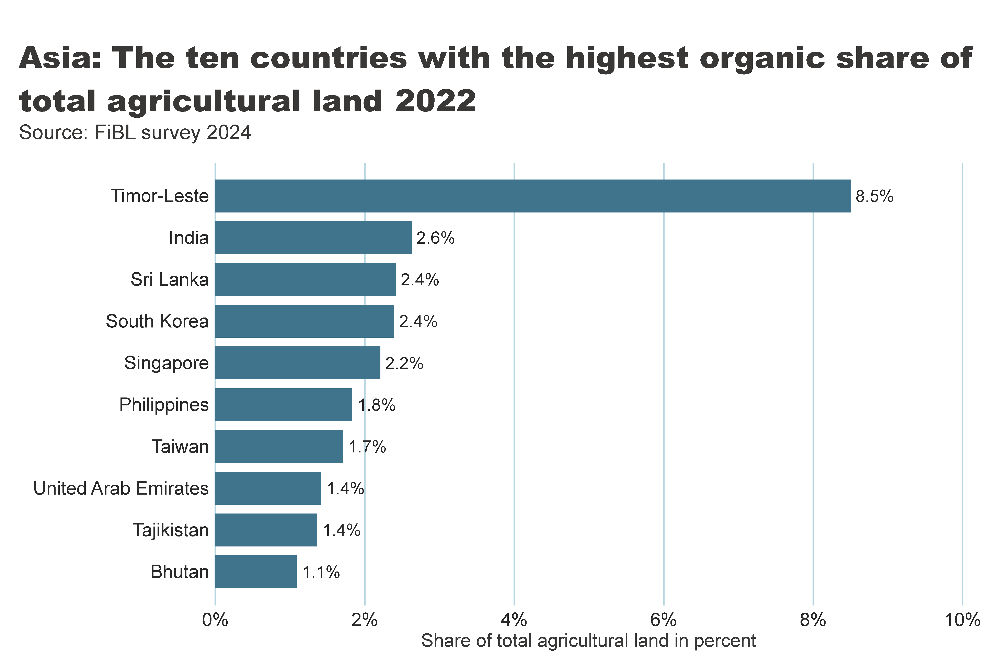 Asia: The ten countries with the highest organic share of
total agricultural land 2022
Source: FiBL survey 2024
Timor-Leste 8.5%
India 2.6%
Sri Lanka 2.4%
South Korea 2.4%
Singapore 2.2%
Philippines 1.8%
Taiwan 1.7%
United Arab Emirates 1.4%
Tajikistan 1.4%
Bhutan 1.1%
0% 2% 4% 6% 8% 10%
Share of total agricultural land in percent